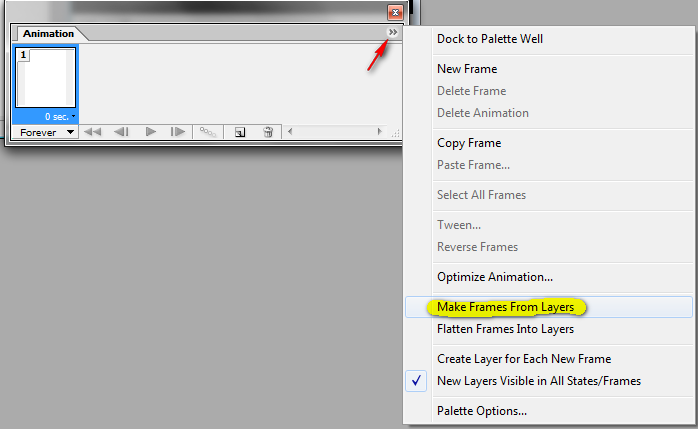 Animation
1
0 sec.
Forever
Dock to Palette Well
New Frame
Delete Frame
Delete Animation
Copy Frame
Paste Frame...
Select All Frames
Tween...
Reverse Frames
Optimize Animation...
Make Frames From Layers
Flatten Frames Into Layers
Create Layer for Each New Frame
New Layers Visible in All States/Frames
Palette Options...